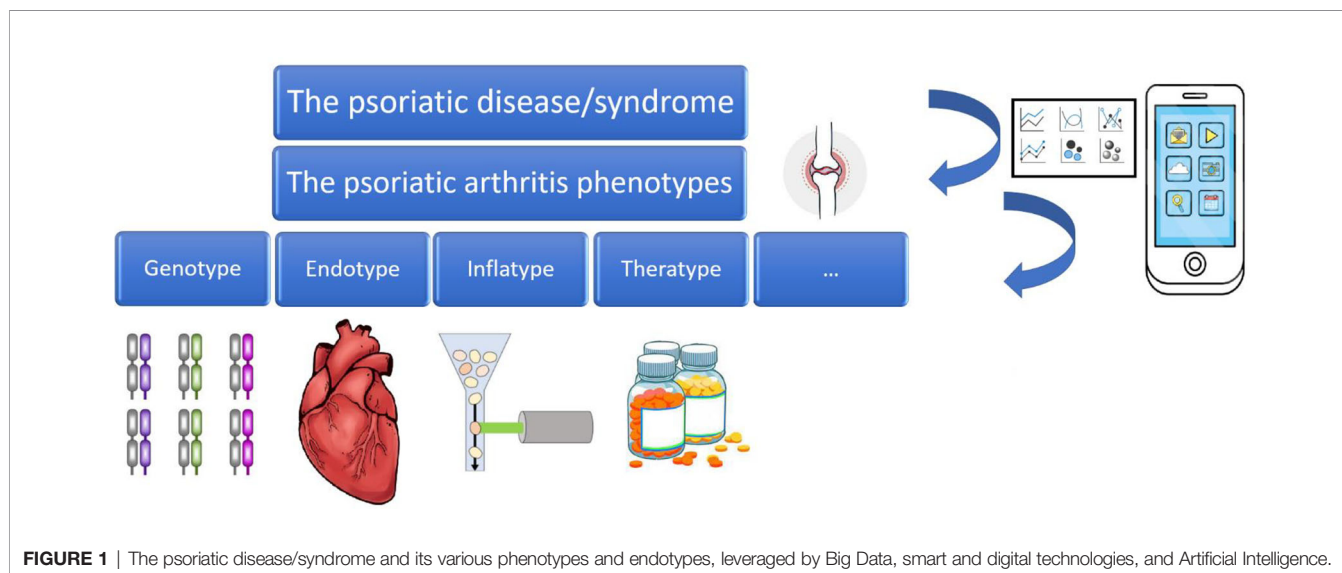 The psoriatic disease/syndrome
The psoriatic arthritis phenotypes
Genotype
Endotype
Inflatype
Theratype
...
FIGURE 1 | The psoriatic disease/syndrome and its various phenotypes and endotypes, leveraged by Big Data, smart and digital technologies, and Artificial Intelligence.